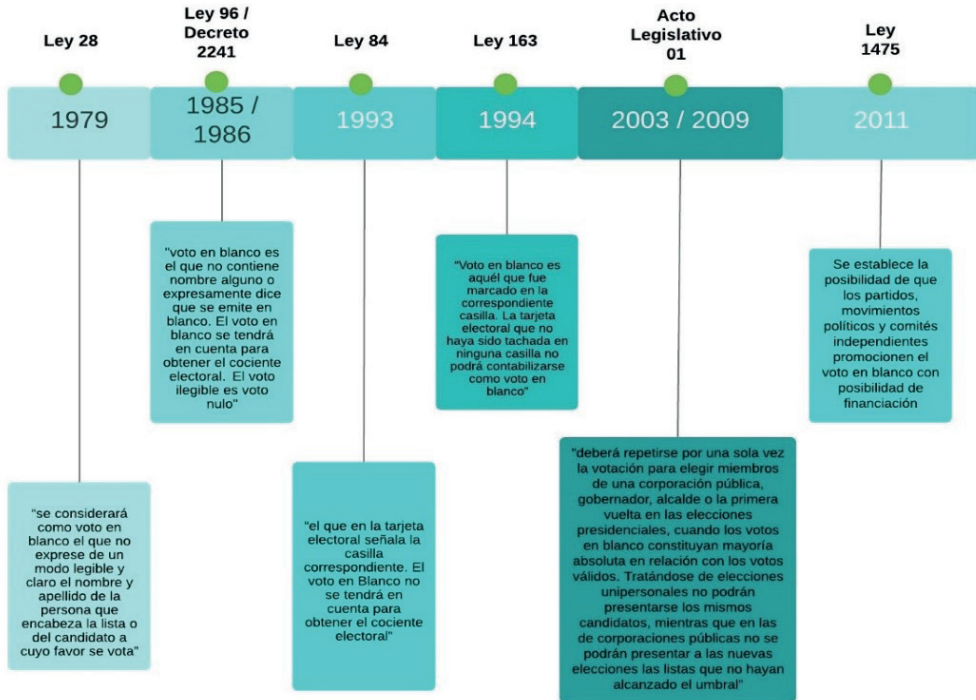 Ley 28
Ley 96 /
Decreto
2241
Ley 84
Ley 163
Acto
Legislativo
01
Ley
1475
1979
1985 /
1986
1993
1994
2003 / 2009
2011
"voto en blanco es
el que no contiene
nombre alguno o
expresamente dice
que se emite en
blanco. El voto en
blanco se tendrá
en cuenta para
obtener el cociente
electoral. El voto
ilegible es voto
nulo"
"Voto en blanco es
aquél que fue
marcado en la
correspondiente
casilla. La tarjeta
electoral que no
haya sido tachada en
ninguna casilla no
podrá contabilizarse
como voto en
blanco"
Se establece la
posibilidad de que
los partidos,
movimientos
políticos y comités
independientes
promocionen el
voto en blanco con
posibilidad de
financiación
"se considerará
como voto en
blanco el que no
exprese de un
modo legible y
claro el nombre y
apellido de la
persona que
encabeza la lista o
del candidato a
cuyo favor se vota"
"el que en la tarjeta
electoral señala la
casilla
correspondiente. El
voto en Blanco no
se tendrá en
cuenta para
obtener el cociente
electoral"
"deberá repetirse por una sola vez
la votación para elegir miembros
de una corporación pública,
gobernador, alcalde o la primera
vuelta en las elecciones
presidenciales, cuando los votos
en blanco constituyan mayoría
absoluta en relación con los votos
válidos. Tratándose de elecciones
unipersonales no podrán
presentarse los mismos
candidatos, mientras que en las
de corporaciones públicas no se
podrán presentar a las nuevas
elecciones las listas que no hayan
alcanzado el umbral"